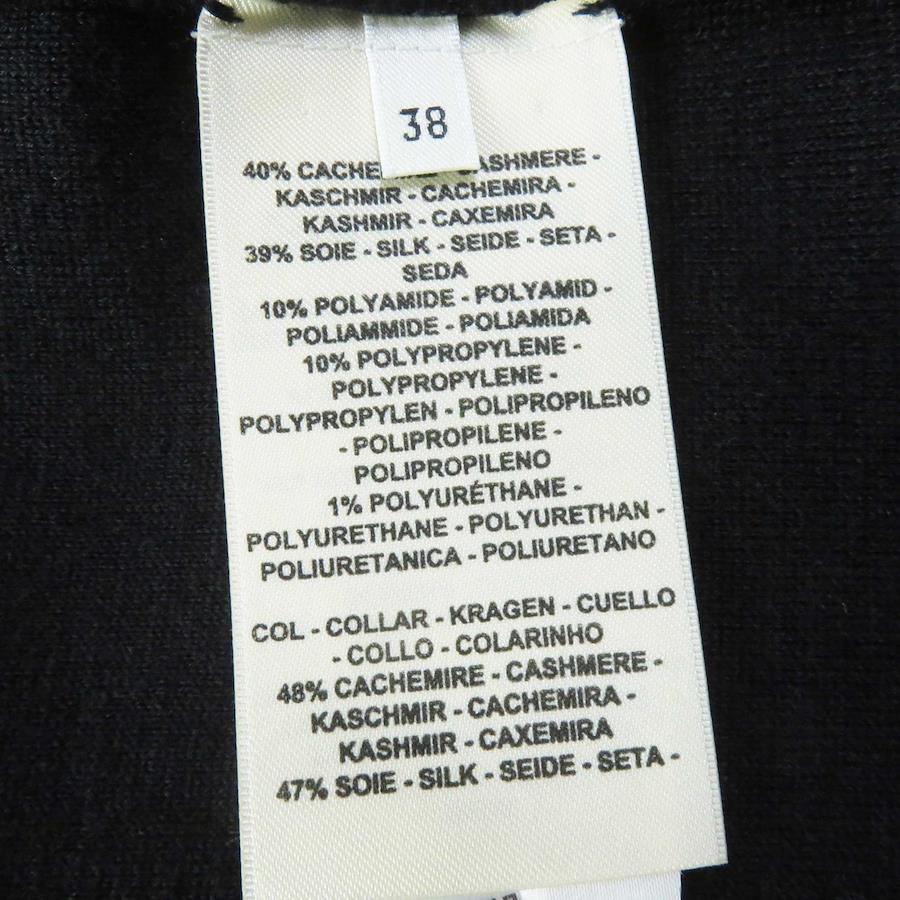 38
40% CACHE ASHMERE -
KASCHMIR - CACHEMIRA -
KASHMIR - CAXEMIRA
39% SOIE - SILK - SEIDE - SETA -
SEDA
10% POLYAMIDE - POLYAMID -
POLIAMMIDE - POLIAMIDA
10% POLYPROPYLENE -
POLYPROPYLENE -
POLYPROPYLEN - POLIPROPILENO
- POLIPROPILENE -
POLIPROPILENO
1% POLYURÉTHANE -
POLYURETHANE - POLYURETHAN -
POLIURETANICA - POLIURETANO
COL - COLLAR - KRAGEN - CUELLO
- COLLO - COLARINHO
48% CACHEMIRE - CASHMERE -
KASCHMIR - CACHEMIRA -
KASHMIR - CAXEMIRA
47% SOIE - SILK - SEIDE - SETA -